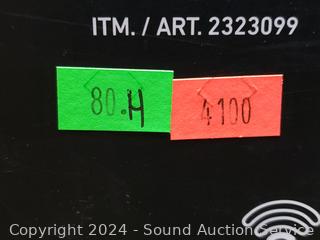 ITM. / ART. 2323099
80.H
4100
Copyright 2024 - Sound Auction Service